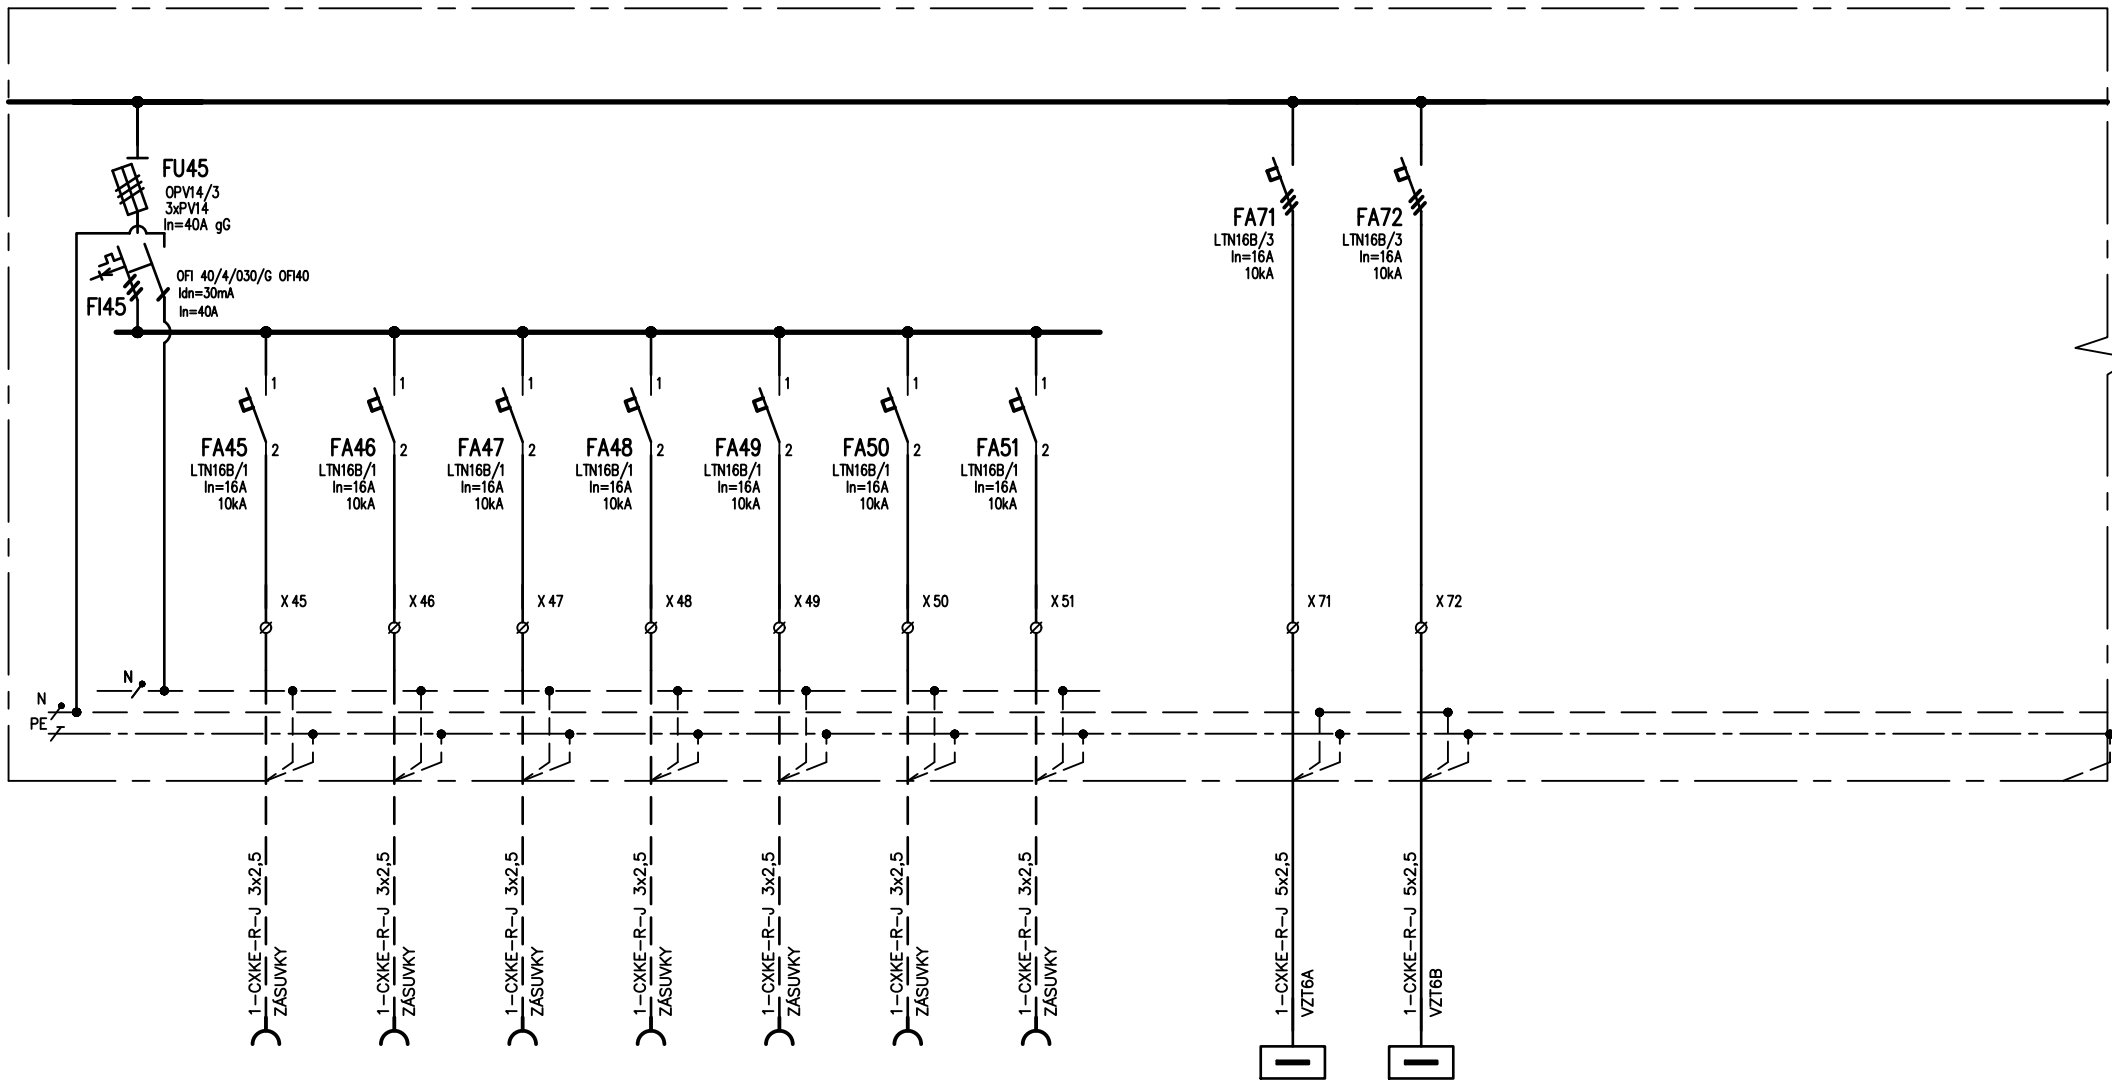 FU45
OPV14/3
3xPV14
In=40A gG
OFI 40/4/030/G OFI40
Idn=30mA
In=40A
FI45
FA71
LTN16B/3
In=16A
10kA
FA72
LTN16B/3
In=16A
10kA
1
1
1
1
1
1
1
2
2
2
2
2
2
2
FA45
LTN16B/1
In=16A
10kA
FA46
LTN16B/1
In=16A
10kA
FA47
LTN16B/1
In=16A
10kA
FA48
LTN16B/1
In=16A
10kA
FA49
LTN16B/1
In=16A
10kA
FA50
LTN16B/1
In=16A
10kA
FA51
LTN16B/1
In=16A
10kA
X 45
X 46
X 47
X 48
X 49
X 50
X 51
X 71
X 72
N
N
PE
1-CXKE-R-J 3x2,5
ZÁSUVKY
1-CXKE-R-J 3x2,5
ZÁSUVKY
1-CXKE-R-J 3x2,5
ZÁSUVKY
1-CXKE-R-J 3x2,5
ZÁSUVKY
1-CXKE-R-J 3x2,5
ZÁSUVKY
1-CXKE-R-J 3x2,5
ZÁSUVKY
1-CXKE-R-J 3x2,5
ZÁSUVKY
1-CXKE-R-J 5x2,5
VZT6A
1-CXKE-R-J 5x2,5
VZT6B